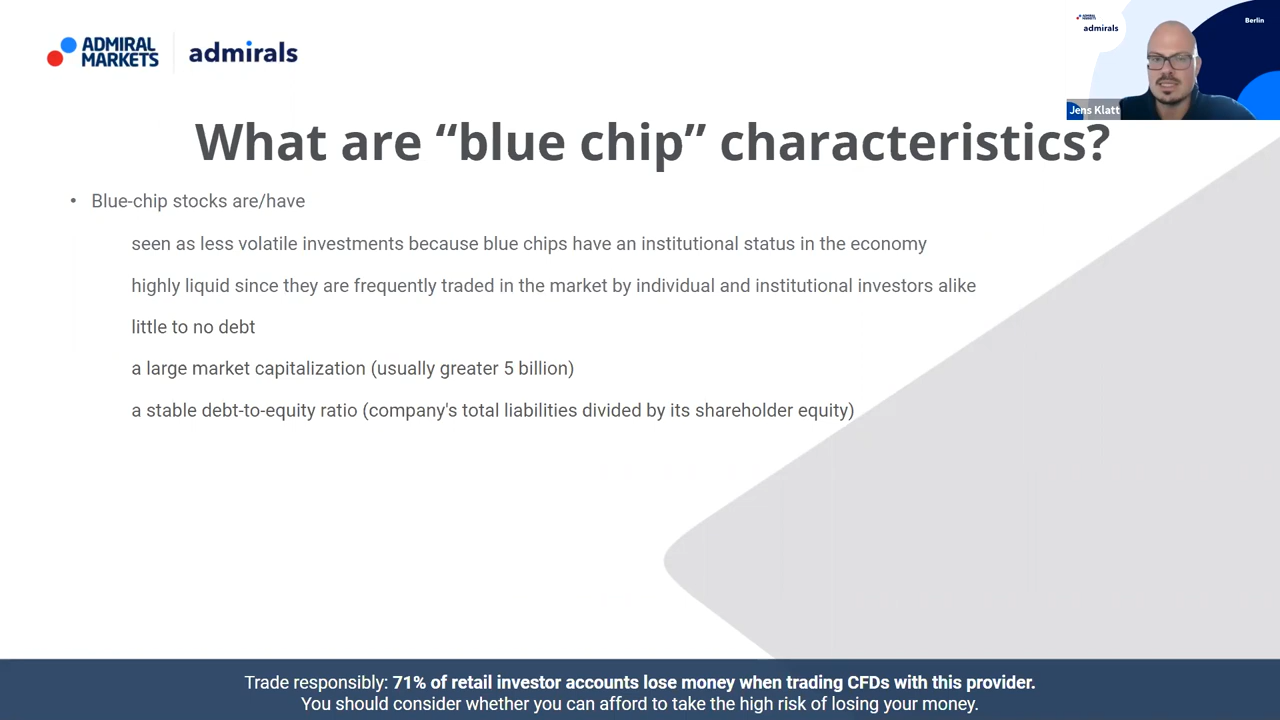 ADMIRAL
MARKETS
admirals
ADMIRAL
MARKETS
admirals
Berlin
Jens Klatt
What are “blue chip” characteristics?
• Blue-chip stocks are/have
seen as less volatile investments because blue chips have an institutional status in the economy
highly liquid since they are frequently traded in the market by individual and institutional investors alike
little to no debt
a large market capitalization (usually greater 5 billion)
a stable debt-to-equity ratio (company's total liabilities divided by its shareholder equity)
Trade responsibly: 71% of retail investor accounts lose money when trading CFDs with this provider.
You should consider whether you can afford to take the high risk of losing your money.